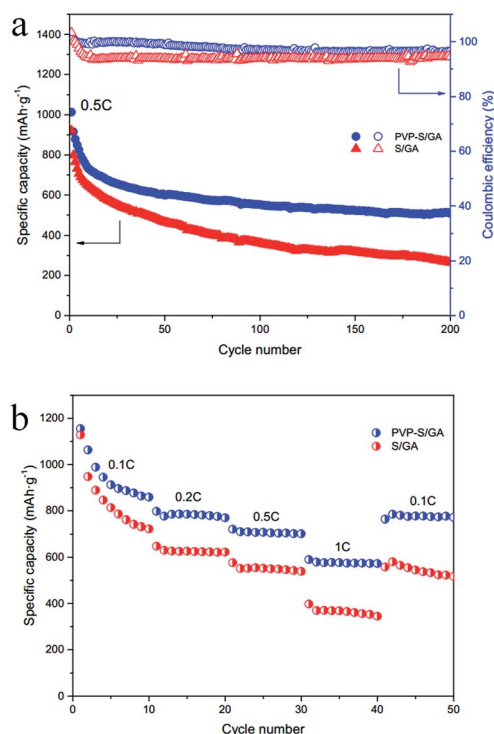 a
1400
1200
1000
800
600
400
200
0
Specific capacity (mAh·g⁻¹)
0.5C
PVP-S/GA
S/GA
100
80
60
40
20
0
Coulombic efficiency (%)
0 50 100 150 200
Cycle number
b
1200
1000
800
600
400
200
0
Specific capacity (mAh·g⁻¹)
PVP-S/GA
S/GA
0.1C
0.2C
0.5C
1C
0.1C
0 10 20 30 40 50
Cycle number